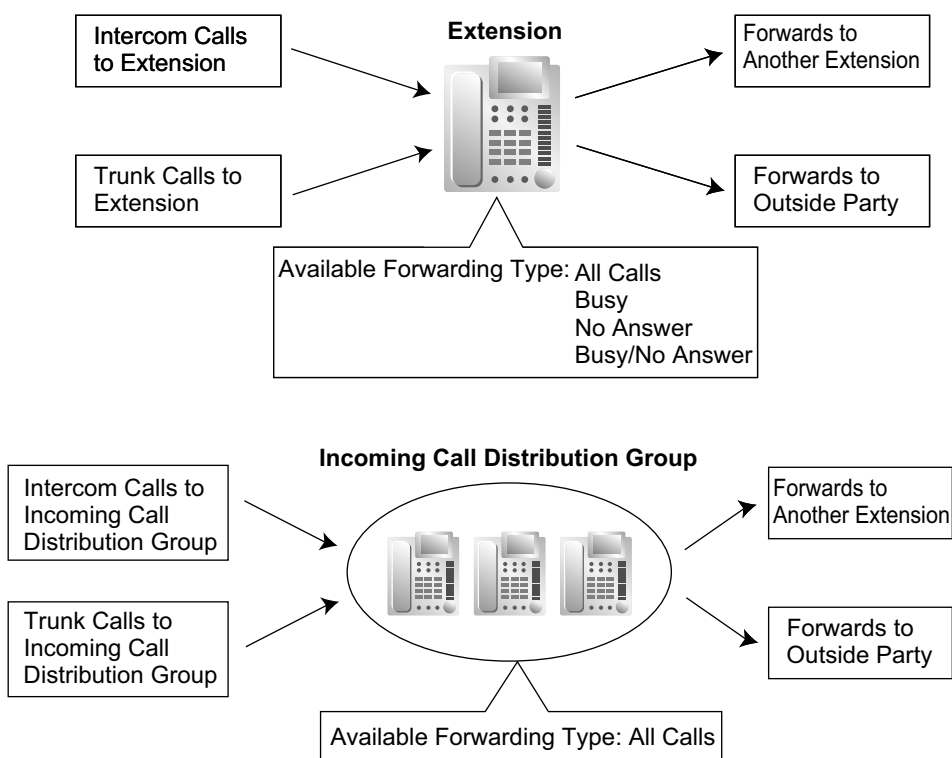 Intercom Calls
to Extension
Extension
Forwards to
Another Extension
Trunk Calls to
Extension
Forwards to
Outside Party
Available Forwarding Type: All Calls
Busy
No Answer
Busy/No Answer
Incoming Call Distribution Group
Intercom Calls to
Incoming Call
Distribution Group
Forwards to
Another Extension
Trunk Calls to
Incoming Call
Distribution Group
Forwards to
Outside Party
Available Forwarding Type: All Calls